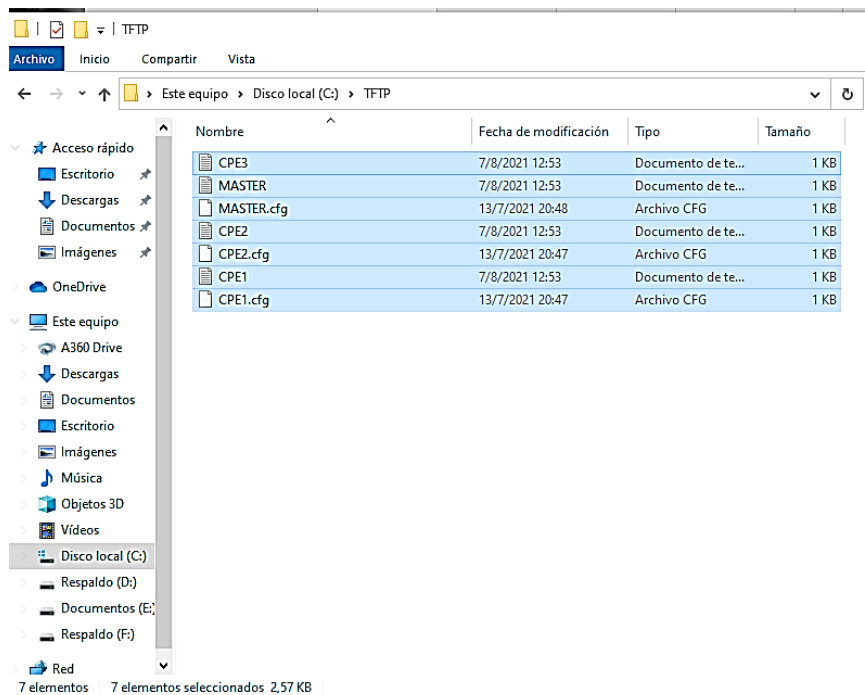 TFTP
Archivo Inicio Compartir Vista
Este equipo > Disco local (C:) > TFTP
Nombre Fecha de modificación Tipo Tamaño
CPE3 7/8/2021 12:53 Documento de te... 1 KB
MASTER 7/8/2021 12:53 Documento de te... 1 KB
MASTER.cfg 13/7/2021 20:48 Archivo CFG 1 KB
CPE2 7/8/2021 12:53 Documento de te... 1 KB
CPE2.cfg 13/7/2021 20:47 Archivo CFG 1 KB
CPE1 7/8/2021 12:53 Documento de te... 1 KB
CPE1.cfg 13/7/2021 20:47 Archivo CFG 1 KB
Acceso rápido
Escritorio
Descargas
Documentos
Imágenes
OneDrive
Este equipo
A360 Drive
Descargas
Documentos
Escritorio
Imágenes
Música
Objetos 3D
Vídeos
Disco local (C:)
Respaldo (D:)
Documentos (E:)
Respaldo (F:)
Red
7 elementos 7 elementos seleccionados 2,57 KB